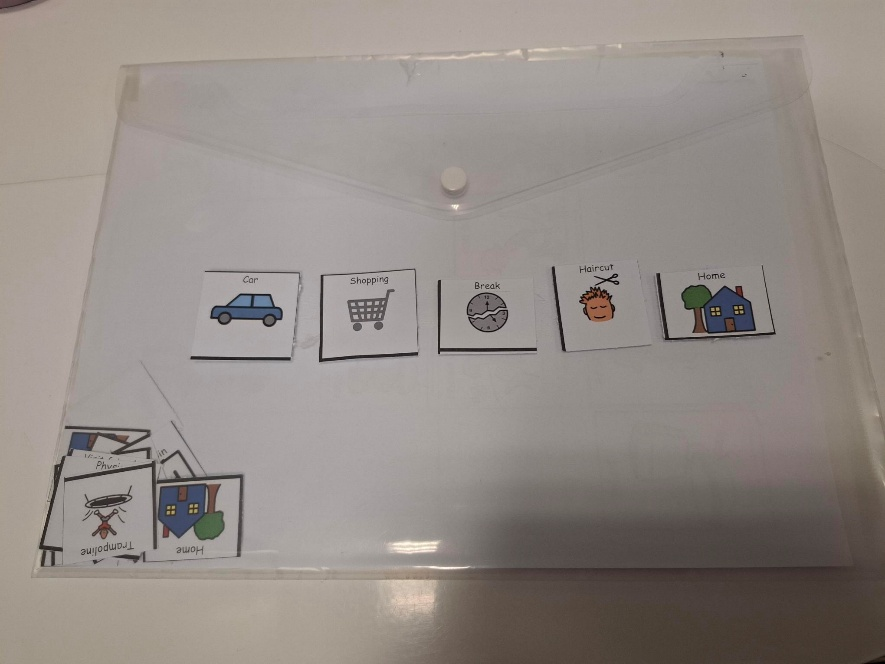 Car
Shopping
Break
Haircut
Home
Trampoline
Home